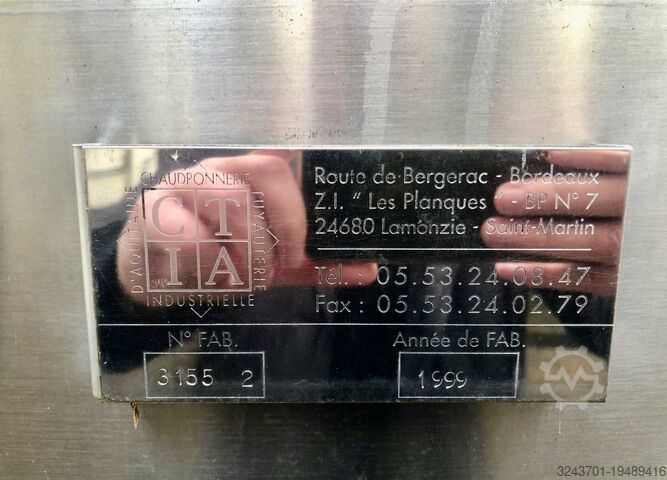 CHAUDPONNERIE
TUYAUTERIE
INDUSTRIELLE
D'AQUITAINE
CT
IA
Route de Bergerac - Bordeaux
Z.I. " Les Planques " - BP N° 7
24680 Lamonzie - Saint-Martin
Tél. : 05.53.24.08.47
Fax : 05.53.24.02.79
N° FAB.
Année de FAB.
3155 2
1999
3243701-19489416